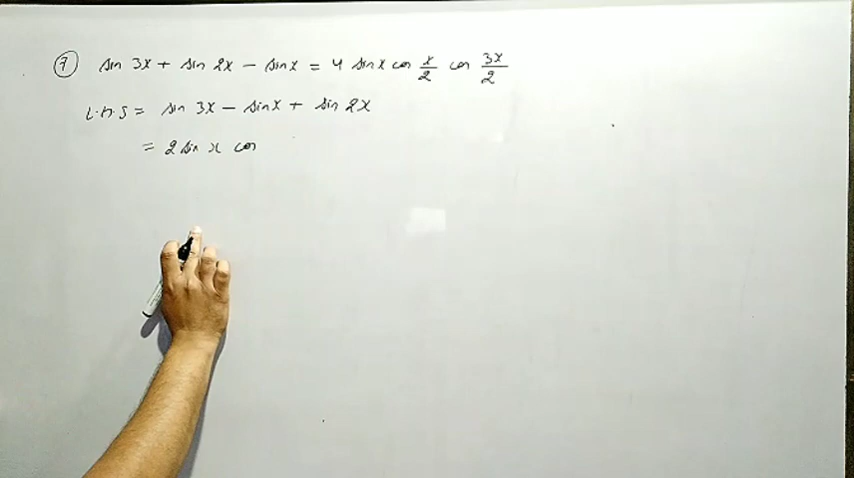 ⑦ sin 3x + sin 2x - sin x = 4 sin x cos x/2 cos 3x/2
L.H.S = sin 3x - sin x + sin 2x
= 2 sin x cos